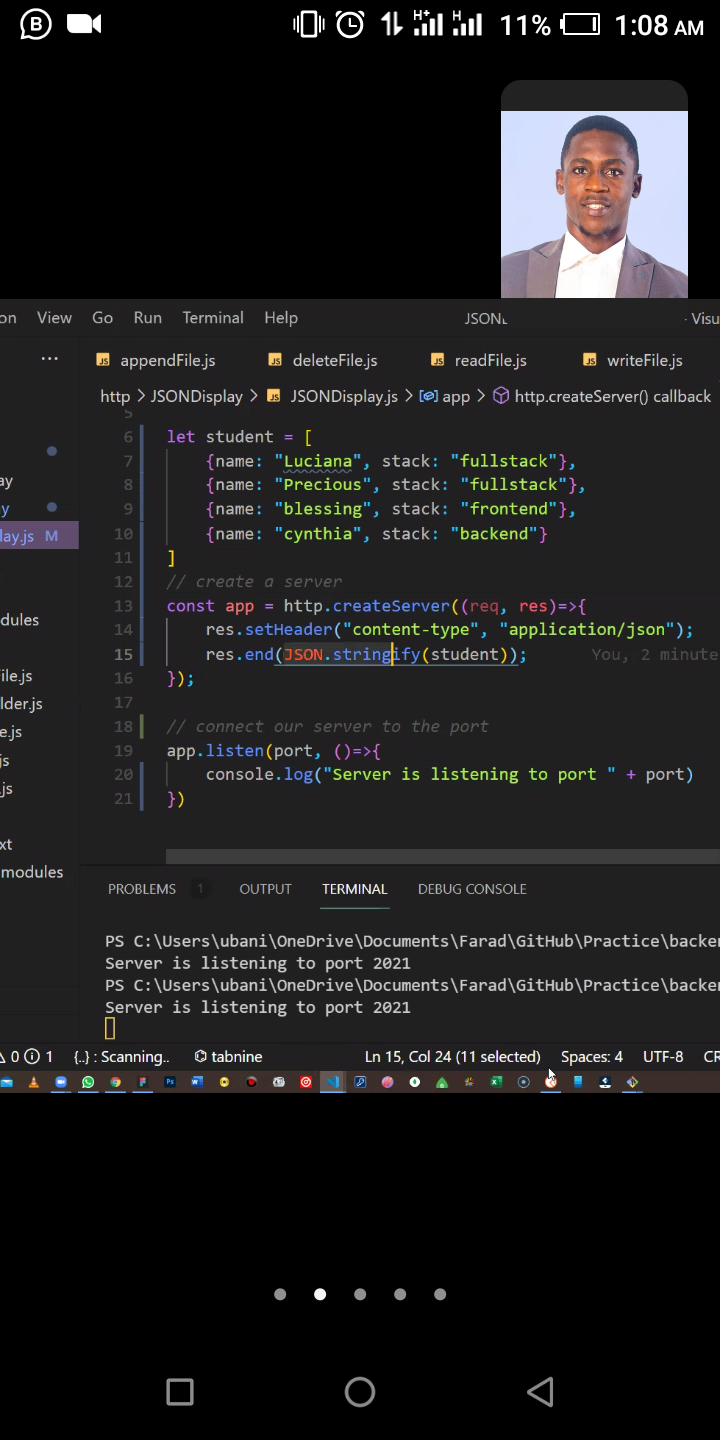 11% 1:08 AM
on View Go Run Terminal Help JSON · Visu
appendFile.js deleteFile.js readFile.js writeFile.js
http > JSONDisplay > JSONDisplay.js > app > http.createServer() callback
5
6 let student = [
7 {name: "Luciana", stack: "fullstack"},
8 {name: "Precious", stack: "fullstack"},
9 {name: "blessing", stack: "frontend"},
10 {name: "cynthia", stack: "backend"}
11 ]
12 // create a server
13 const app = http.createServer((req, res)=>{
14 res.setHeader("content-type", "application/json");
15 res.end(JSON.stringify(student)); You, 2 minute
16 });
17
18 // connect our server to the port
19 app.listen(port, ()=>{
20 console.log("Server is listening to port " + port)
21 })
ay
y
lay.js M
dules
File.js
lder.js
e.js
js
.js
xt
modules
PROBLEMS 1 OUTPUT TERMINAL DEBUG CONSOLE
PS C:\Users\ubani\OneDrive\Documents\Farad\GitHub\Practice\backe
Server is listening to port 2021
PS C:\Users\ubani\OneDrive\Documents\Farad\GitHub\Practice\backe
Server is listening to port 2021
0 1 {..} : Scanning.. tabnine Ln 15, Col 24 (11 selected) Spaces: 4 UTF-8 CR